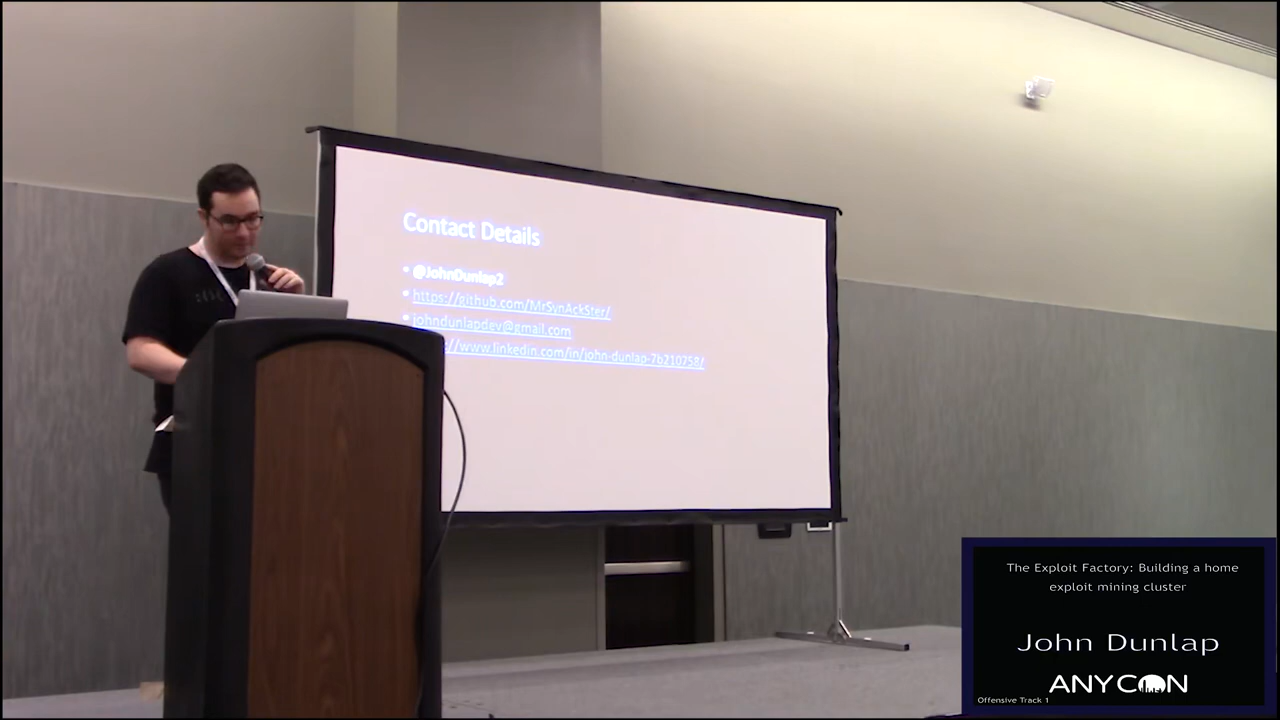 Contact Details
• @JohnDunlap2
• https://github.com/MrSynAckSter/
• johndunlapdev@gmail.com
://www.linkedin.com/in/john-dunlap-7b210758/
The Exploit Factory: Building a home
exploit mining cluster
John Dunlap
ANYCON
Offensive Track 1